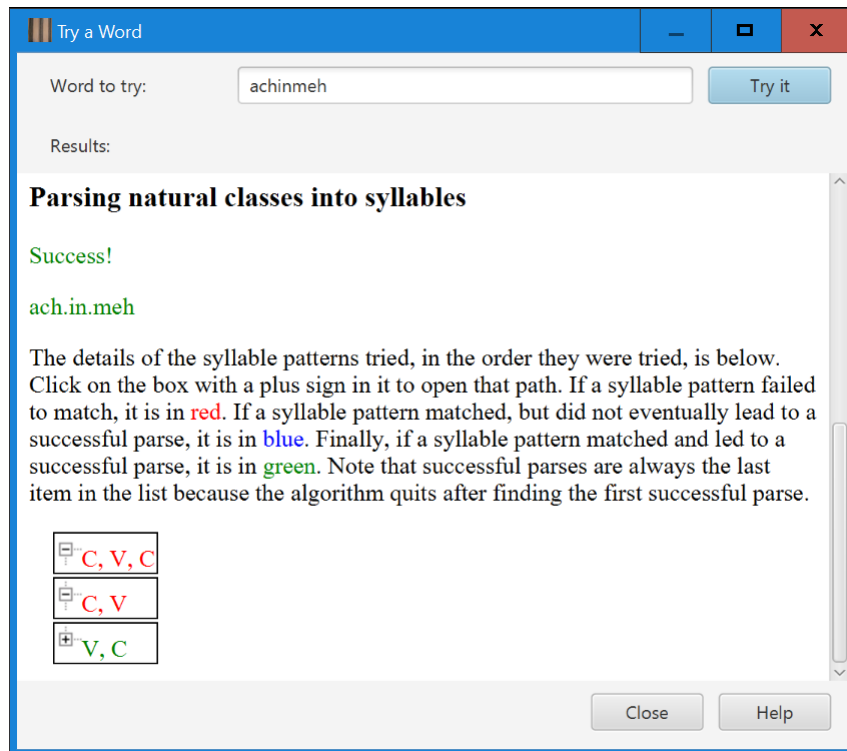 Try a Word
Word to try:
achinmeh
Try it
Results:
Parsing natural classes into syllables
Success!
ach.in.meh
The details of the syllable patterns tried, in the order they were tried, is below.
Click on the box with a plus sign in it to open that path. If a syllable pattern failed
to match, it is in red. If a syllable pattern matched, but did not eventually lead to a
successful parse, it is in blue. Finally, if a syllable pattern matched and led to a
successful parse, it is in green. Note that successful parses are always the last
item in the list because the algorithm quits after finding the first successful parse.
C, V, C
C, V
V, C
Close
Help